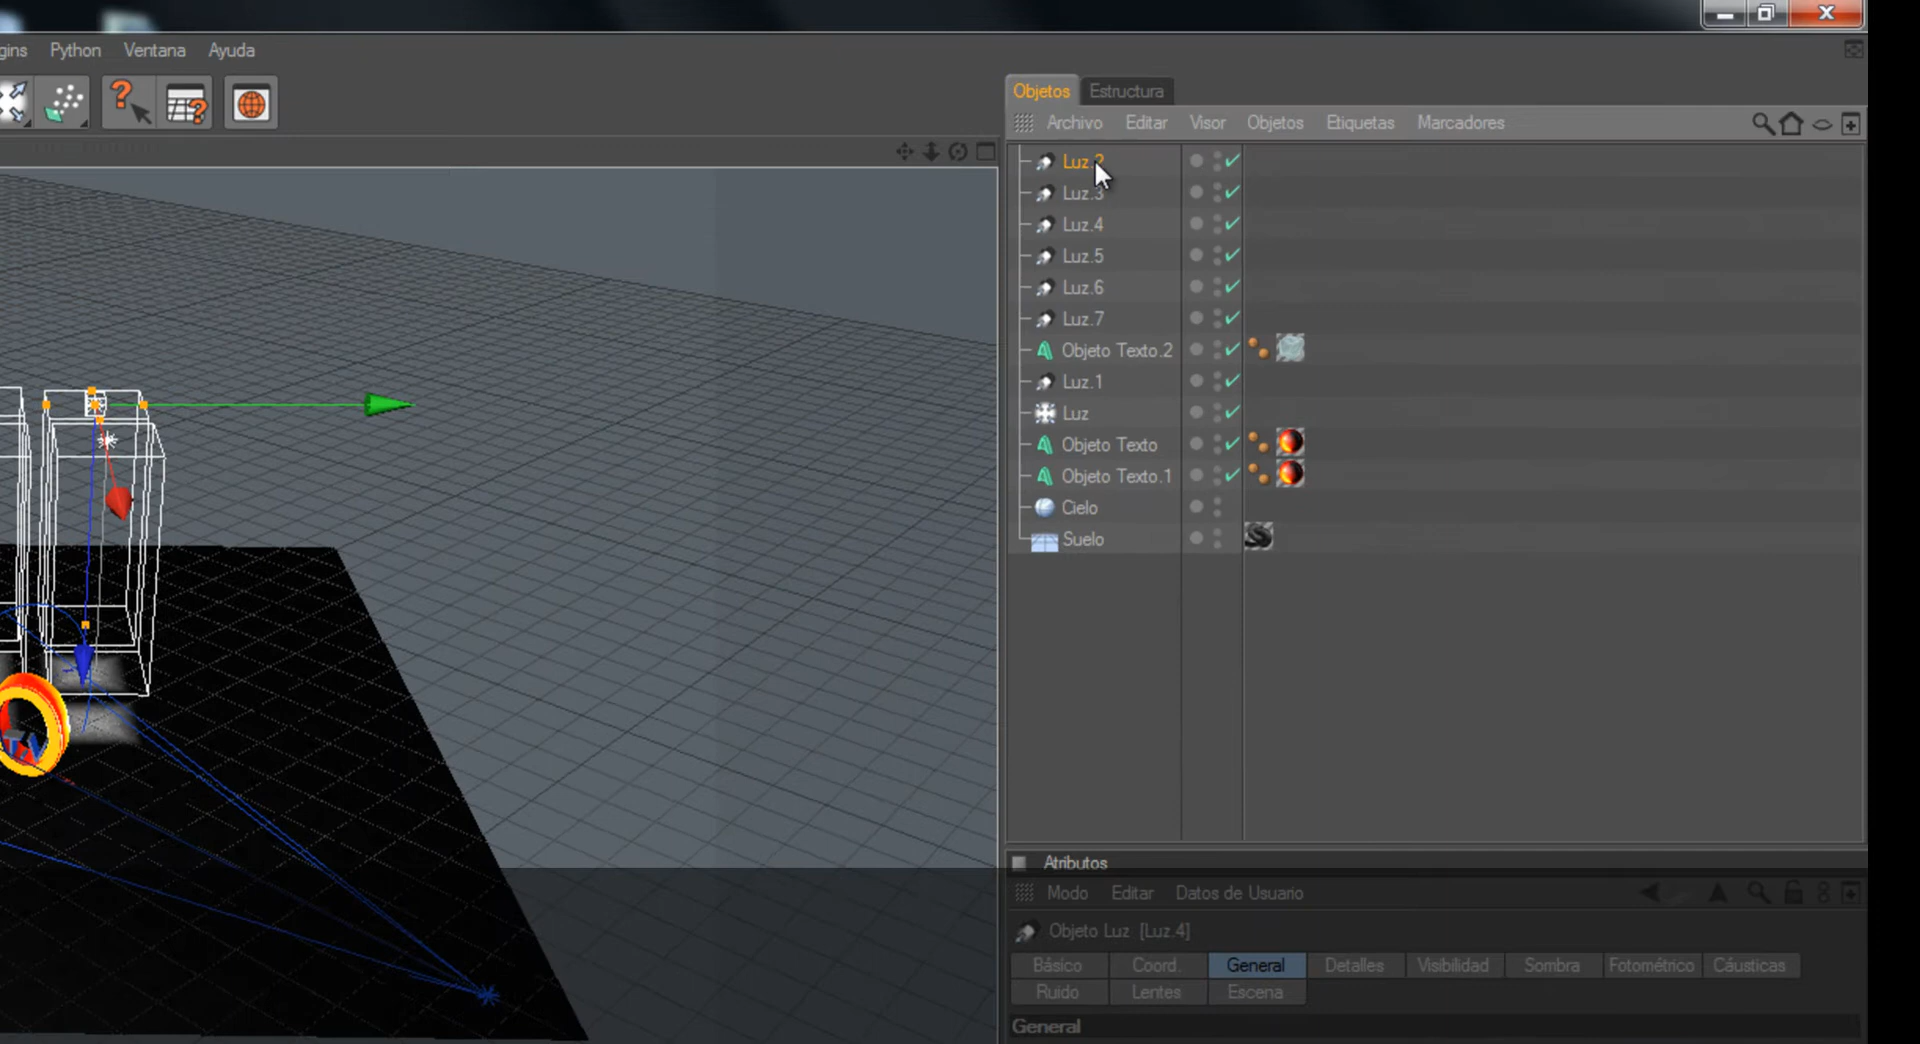 gins Python Ventana Ayuda
Objetos Estructura
Archivo Editar Visor Objetos Etiquetas Marcadores
Luz.2
Luz.3
Luz.4
Luz.5
Luz.6
Luz.7
Objeto Texto.2
Luz.1
Luz
Objeto Texto
Objeto Texto.1
Cielo
Suelo
TV
Atributos
Modo Editar Datos de Usuario
Objeto Luz [Luz.4]
Básico Coord. General Detalles Visibilidad Sombra Fotométrico Cáusticas
Ruido Lentes Escena
General